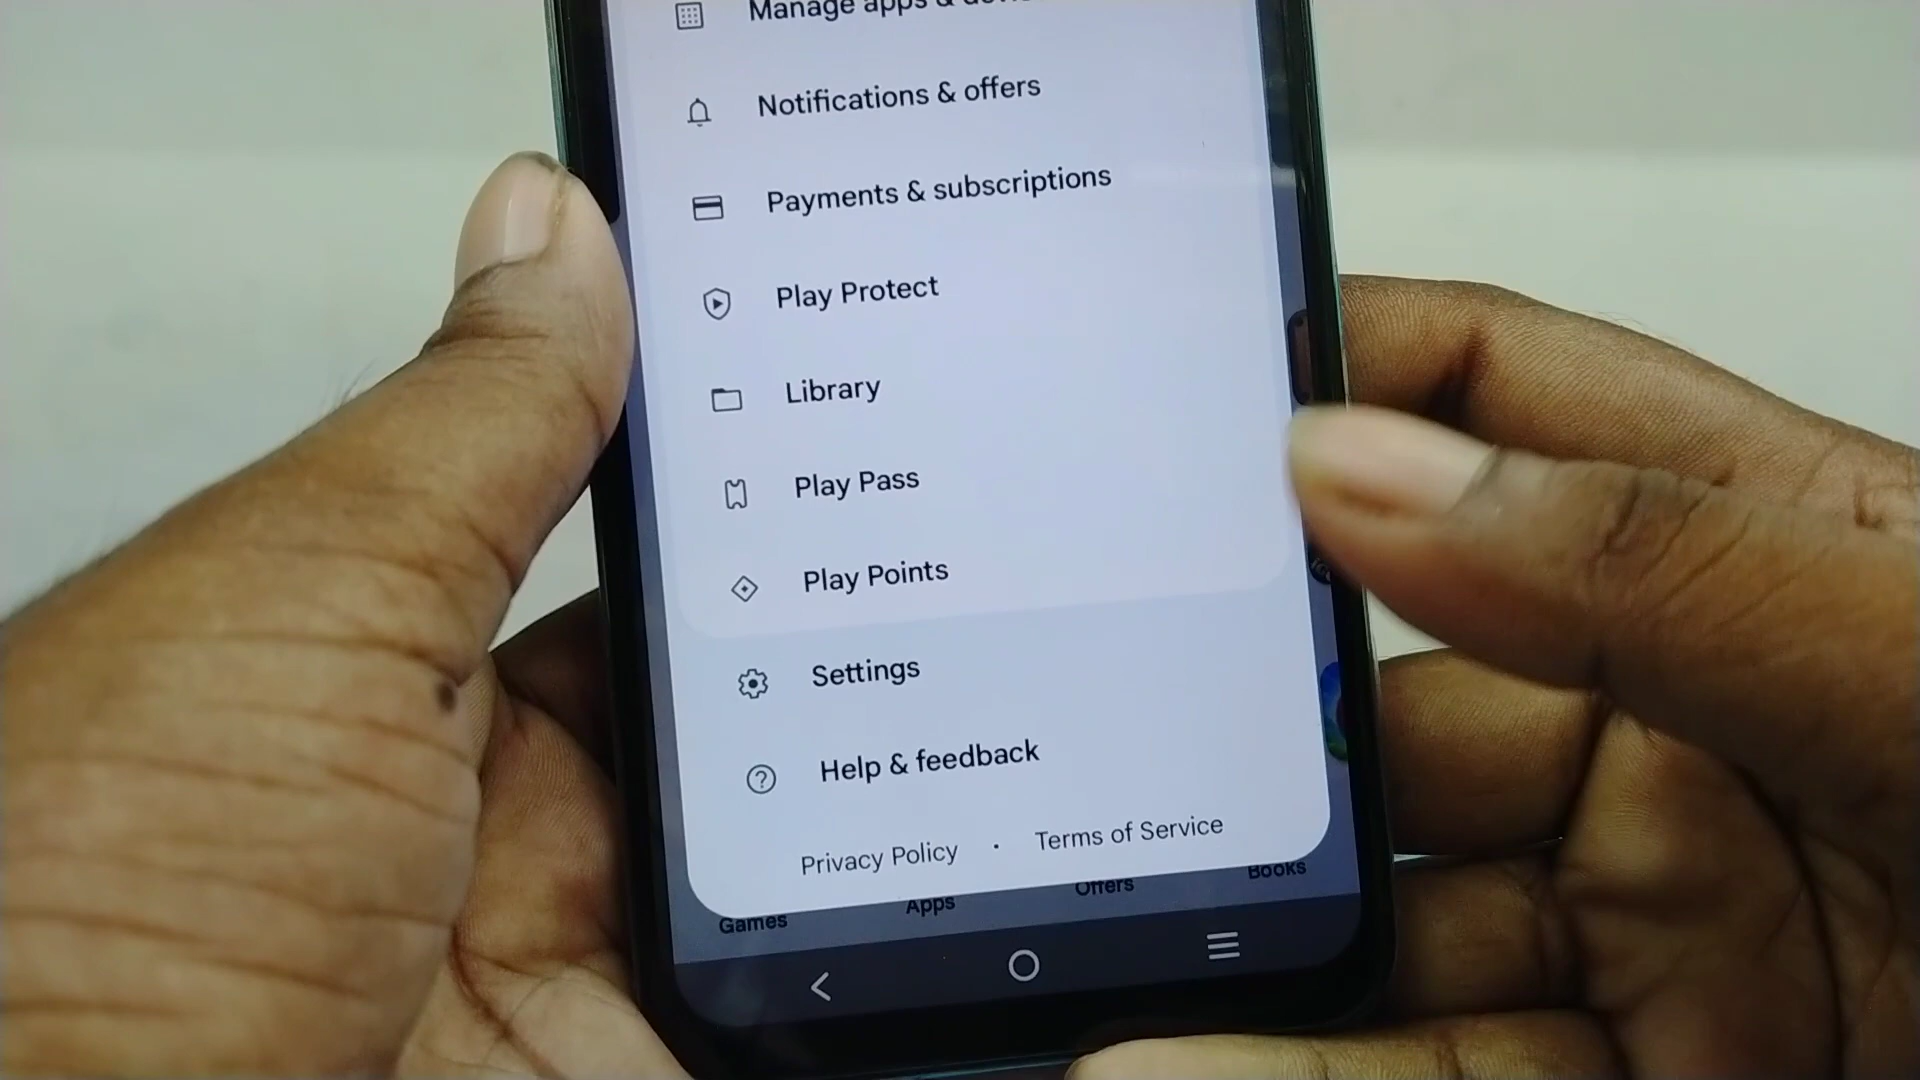 Manage apps &
Notifications & offers
Payments & subscriptions
Play Protect
Library
Play Pass
Play Points
Settings
Help & feedback
Privacy Policy · Terms of Service
Games Apps Offers Books